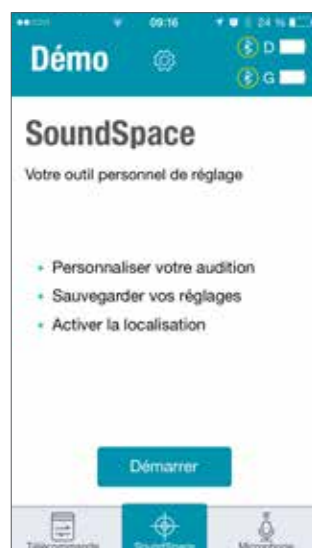 09:16 24 %
Démo
D
G
SoundSpace
Votre outil personnel de réglage
Personnaliser votre audition
Sauvegarder vos réglages
Activer la localisation
Démarrer
Télécommande SoundSpace Microphone